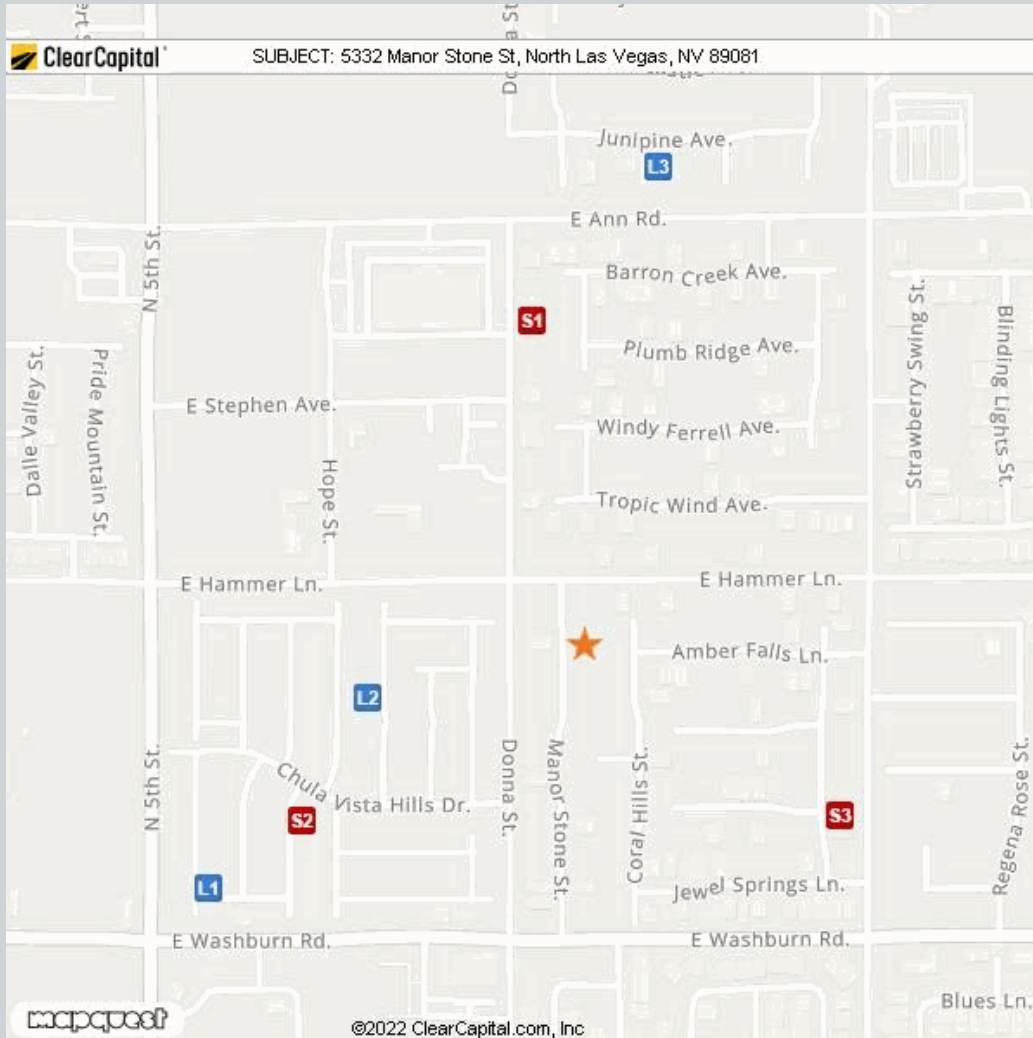 ClearCapital
SUBJECT: 5332 Manor Stone St, North Las Vegas, NV 89081
Junipine Ave.
L3
E Ann Rd.
N 5th St.
Barron Creek Ave.
S1
Plumb Ridge Ave.
Dalle Valley St.
Pride Mountain St.
Strawberry Swing St.
Blinding Lights St.
E Stephen Ave.
Windy Ferrell Ave.
Hope St.
Tropic Wind Ave.
E Hammer Ln.
E Hammer Ln.
Amber Falls Ln.
L2
N 5th St.
Chula Vista Hills Dr.
Donna St.
Manor Stone St.
Coral Hills St.
Regena Rose St.
S2
S3
L1
Jewel Springs Ln.
E Washburn Rd.
E Washburn Rd.
Blues Ln.
mapquest
©2022 ClearCapital.com, Inc